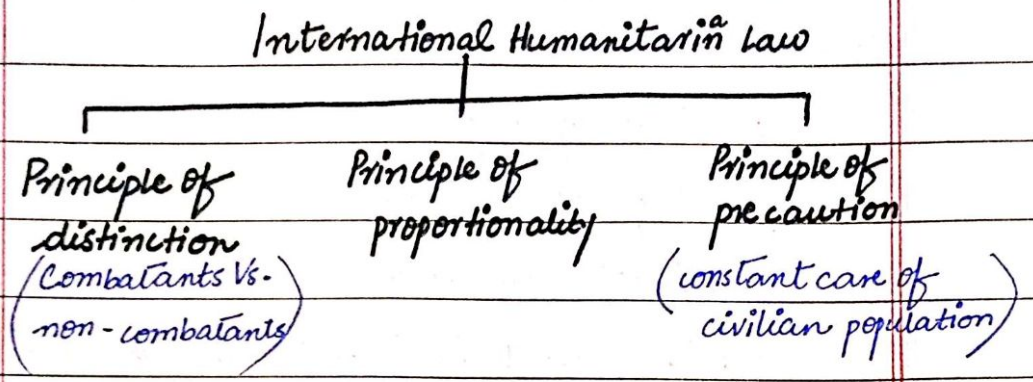 International Humanitarian Law
Principle of
distinction
(Combatants Vs.
non-combatants)
Principle of
proportionality
Principle of
precaution
(constant care of
civilian population)